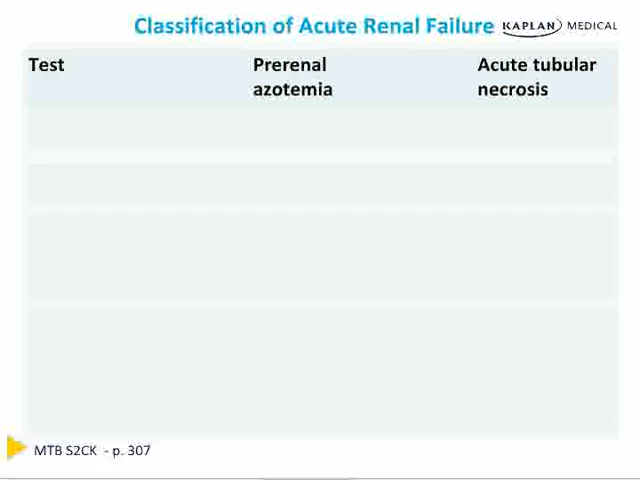 Classification of Acute Renal Failure KAPLAN MEDICAL
Test Prerenal azotemia Acute tubular necrosis
MTB S2CK - p. 307